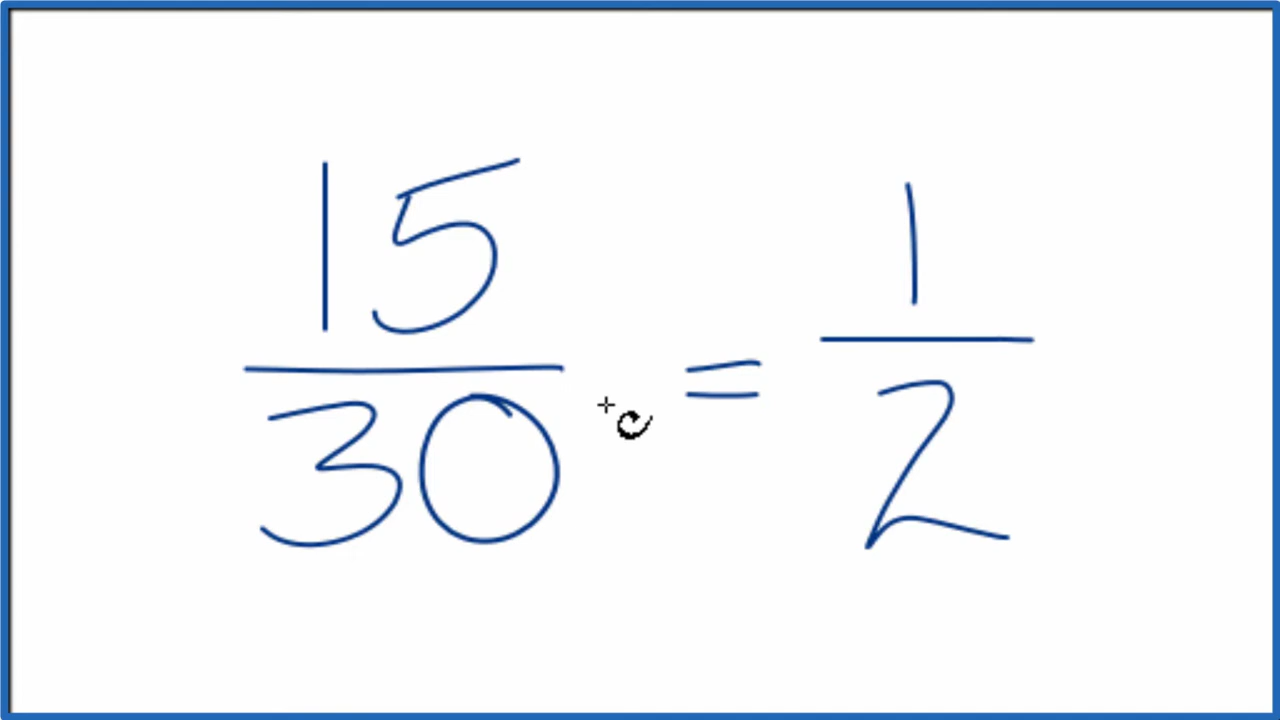 15/30 = 1/2